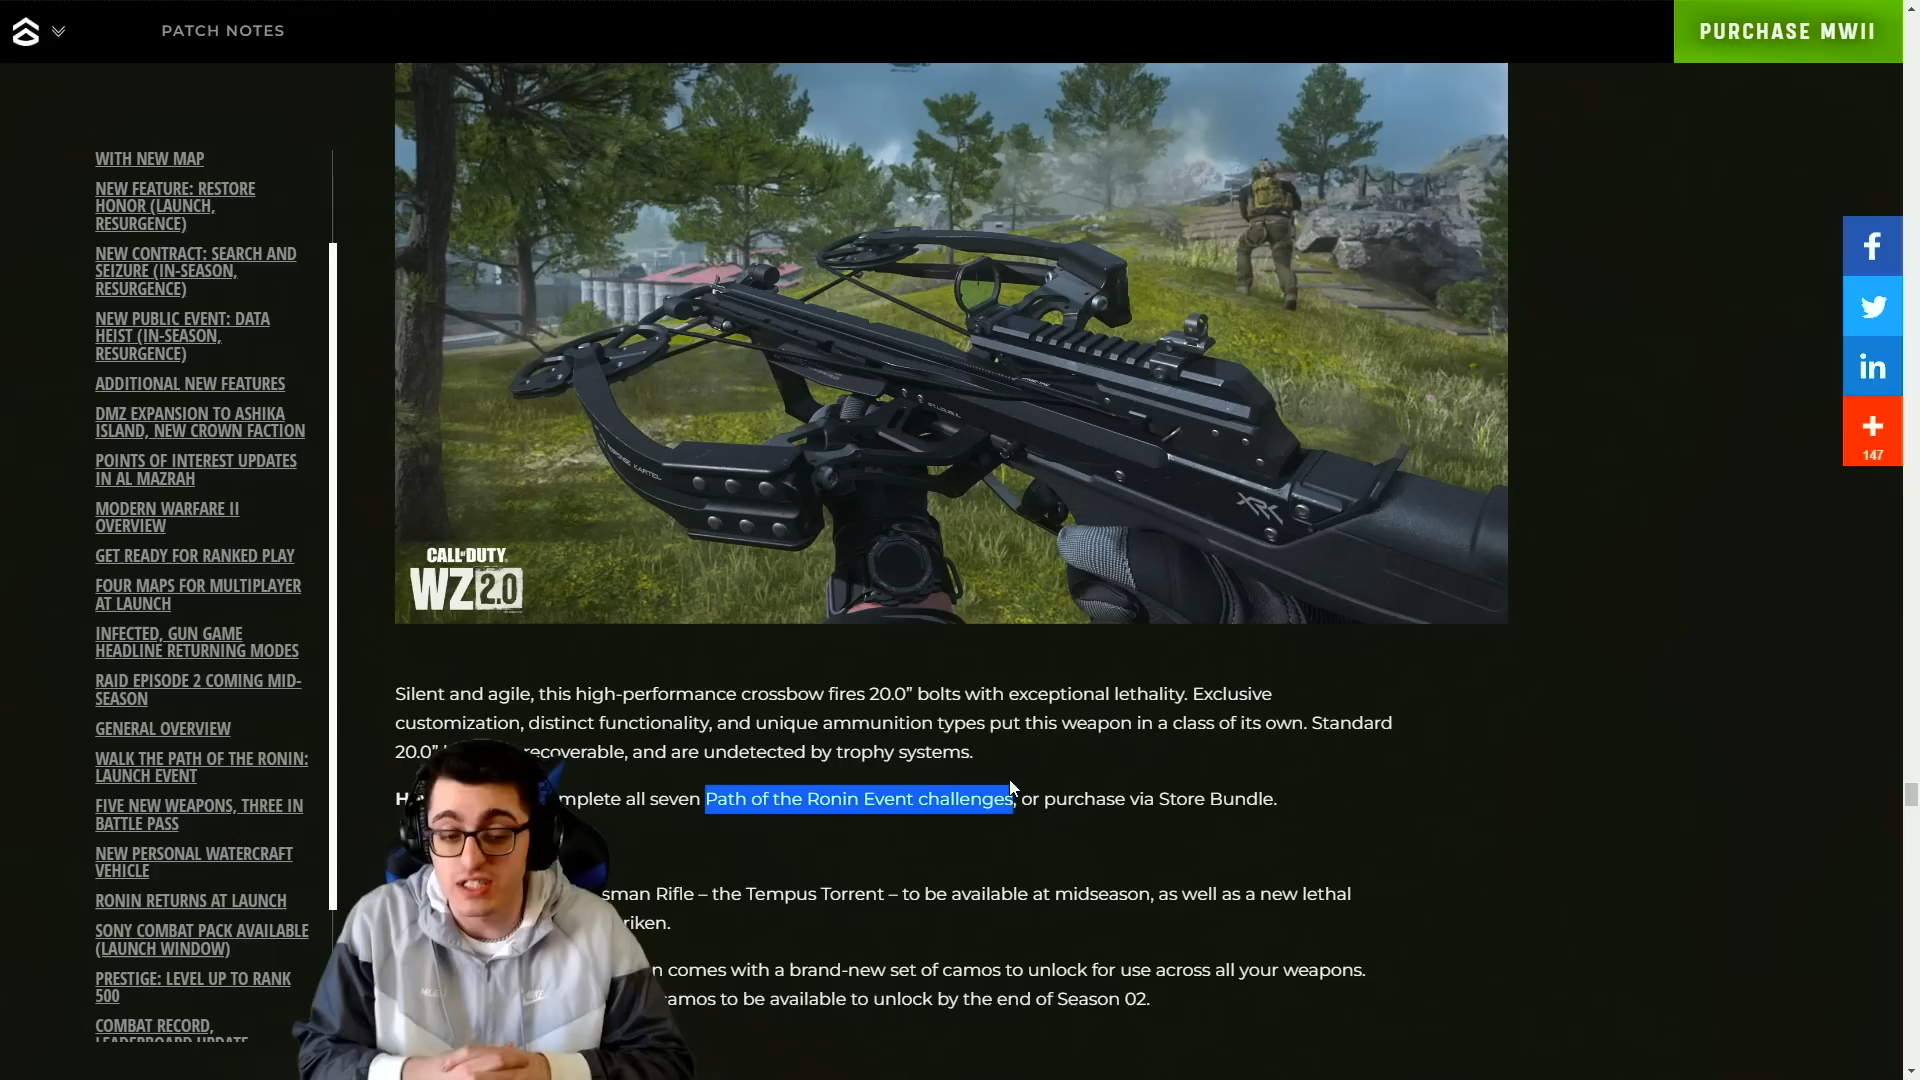 PATCH NOTES
PURCHASE MWII
WITH NEW MAP
NEW FEATURE: RESTORE
HONOR (LAUNCH,
RESURGENCE)
NEW CONTRACT: SEARCH AND
SEIZURE (IN-SEASON,
RESURGENCE)
NEW PUBLIC EVENT: DATA
HEIST (IN-SEASON,
RESURGENCE)
ADDITIONAL NEW FEATURES
DMZ EXPANSION TO ASHIKA
ISLAND, NEW CROWN FACTION
POINTS OF INTEREST UPDATES
IN AL MAZRAH
MODERN WARFARE II
OVERVIEW
GET READY FOR RANKED PLAY
FOUR MAPS FOR MULTIPLAYER
AT LAUNCH
INFECTED, GUN GAME
HEADLINE RETURNING MODES
RAID EPISODE 2 COMING MID-
SEASON
GENERAL OVERVIEW
WALK THE PATH OF THE RONIN:
LAUNCH EVENT
FIVE NEW WEAPONS, THREE IN
BATTLE PASS
NEW PERSONAL WATERCRAFT
VEHICLE
RONIN RETURNS AT LAUNCH
SONY COMBAT PACK AVAILABLE
(LAUNCH WINDOW)
PRESTIGE: LEVEL UP TO RANK
500
COMBAT RECORD,
LEADERBOARD UPDATE
XRK
CALL OF DUTY
WZ 2.0
Silent and agile, this high-performance crossbow fires 20.0” bolts with exceptional lethality. Exclusive
customization, distinct functionality, and unique ammunition types put this weapon in a class of its own. Standard
20.0” recoverable, and are undetected by trophy systems.
mplete all seven Path of the Ronin Event challenges, or purchase via Store Bundle.
sman Rifle – the Tempus Torrent – to be available at midseason, as well as a new lethal
riken.
n comes with a brand-new set of camos to unlock for use across all your weapons.
camos to be available to unlock by the end of Season 02.
f
in
147